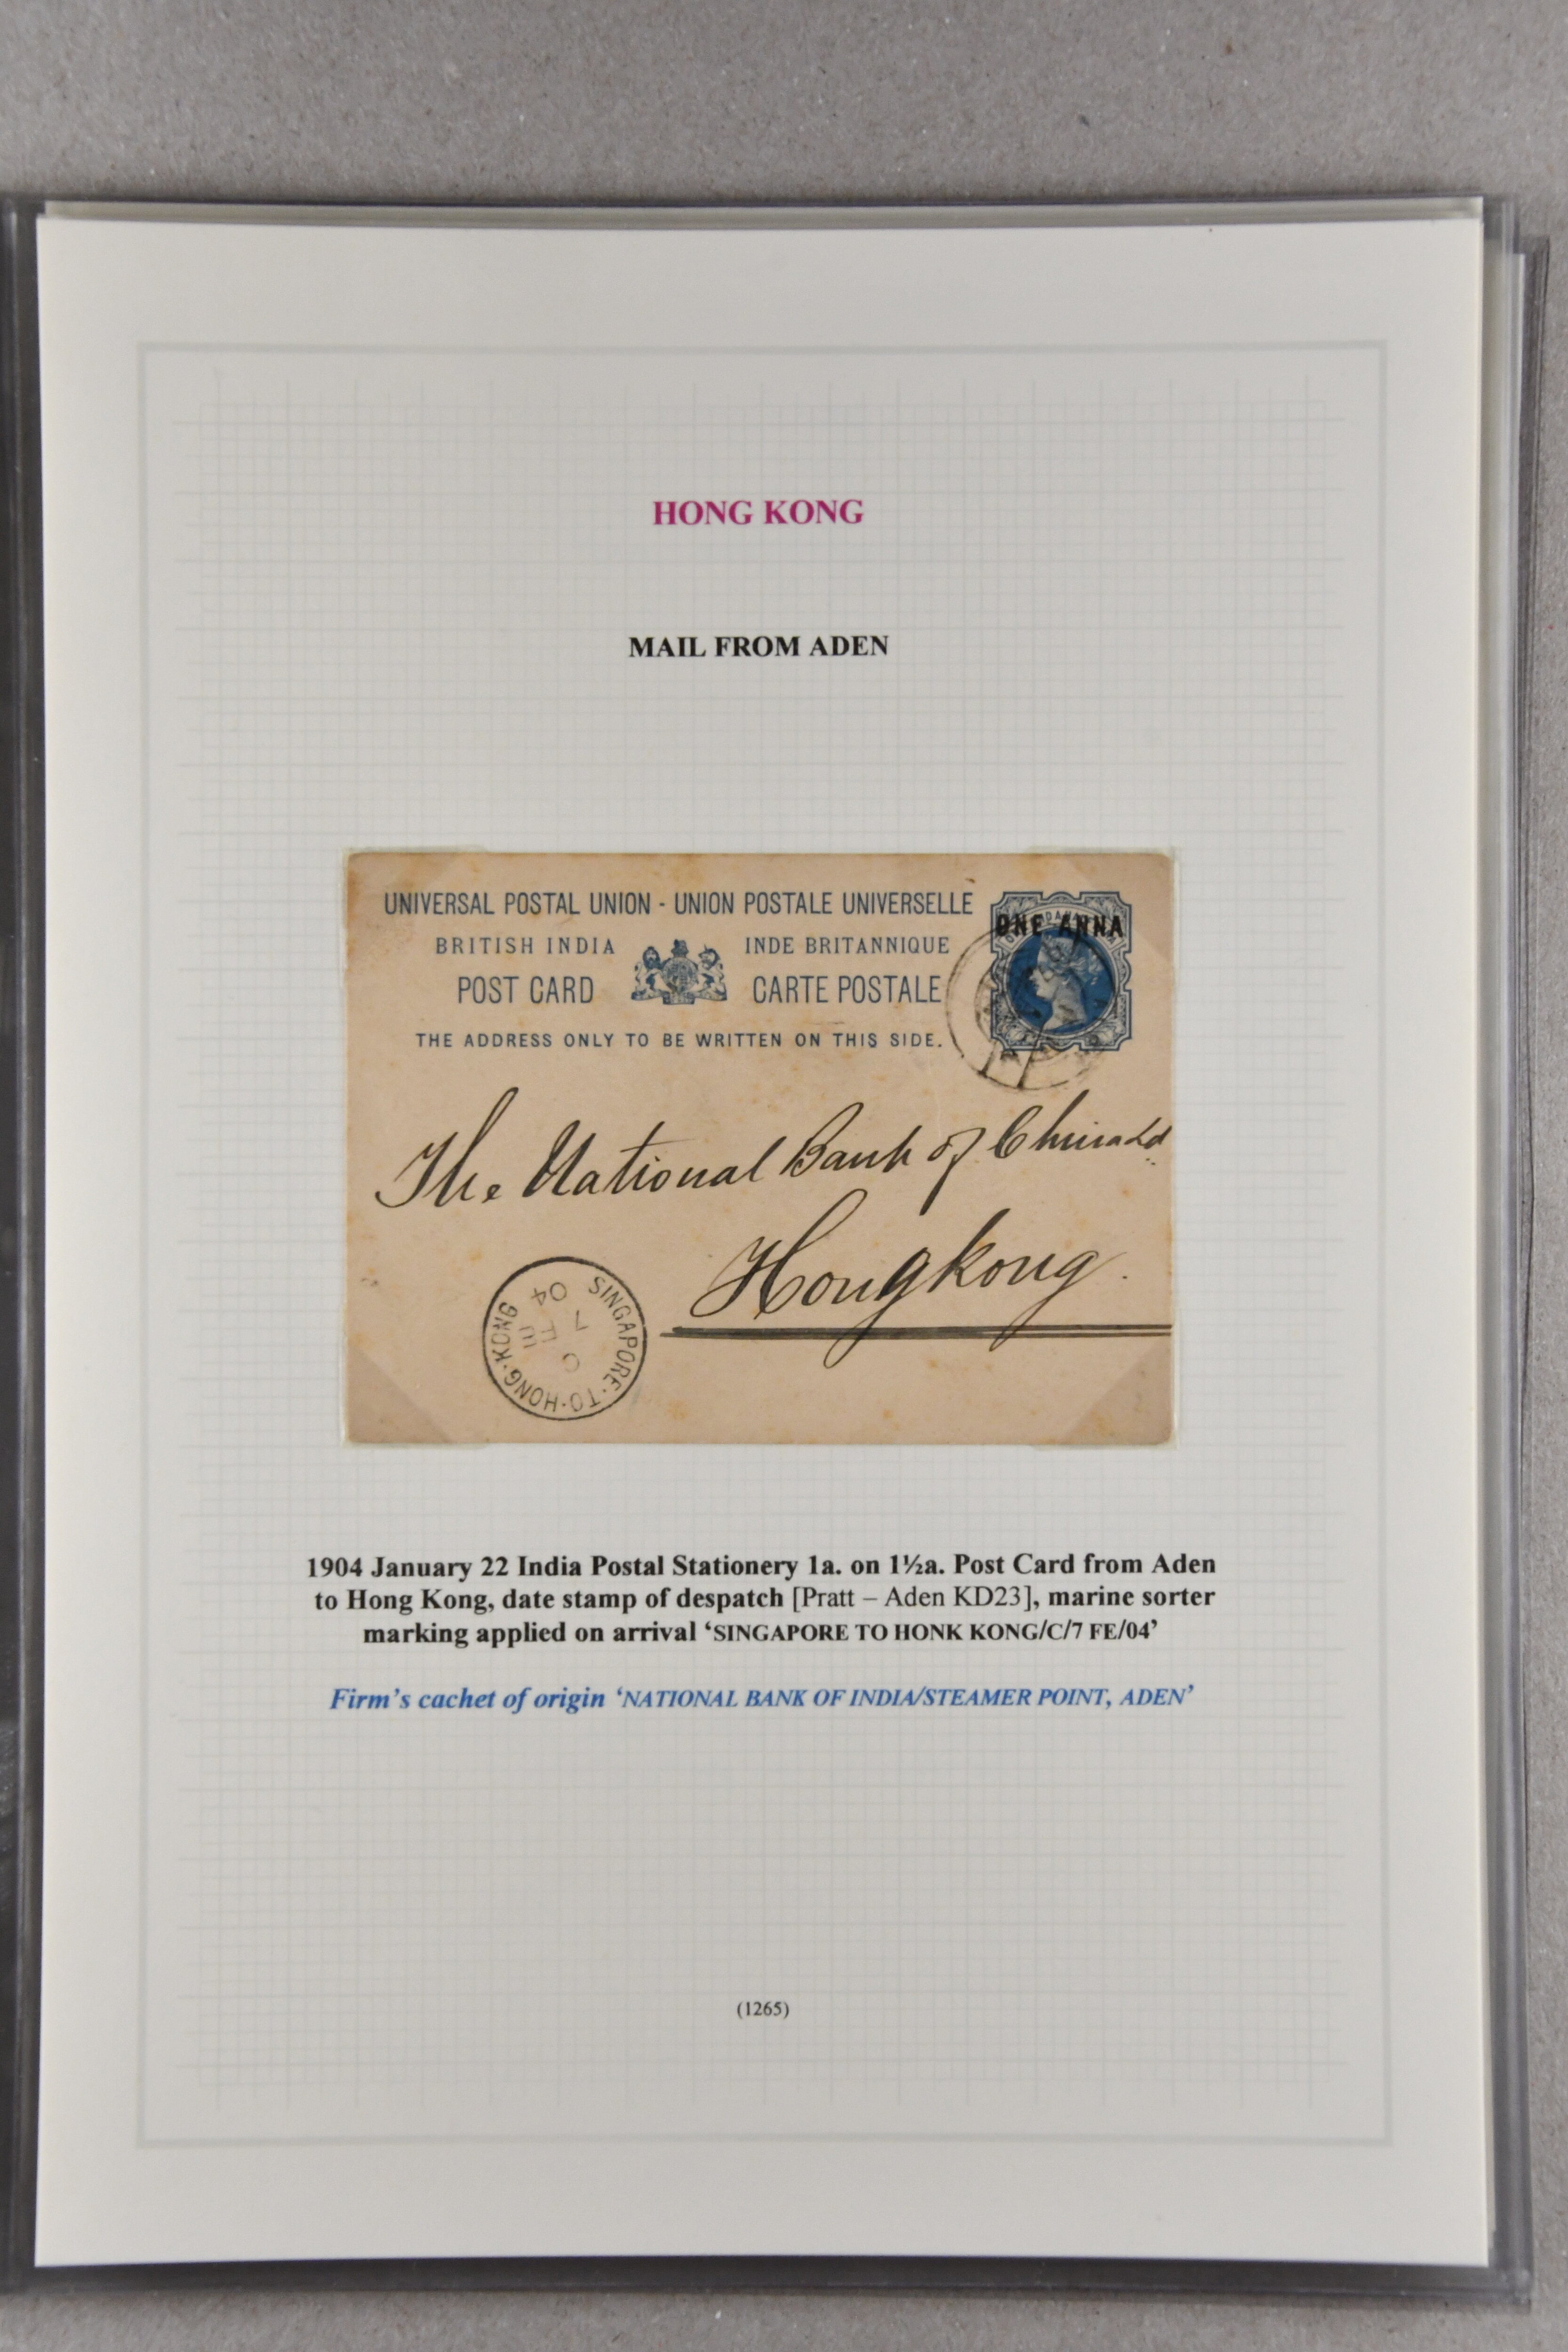 HONG KONG
MAIL FROM ADEN
UNIVERSAL POSTAL UNION - UNION POSTALE UNIVERSELLE
BRITISH INDIA INDE BRITANNIQUE
POST CARD CARTE POSTALE
THE ADDRESS ONLY TO BE WRITTEN ON THIS SIDE.
ONE ANNA
The National Bank of China Ld
Hongkong.
SINGAPORE·TO·HONG·KONG
C
7 FE
04
1904 January 22 India Postal Stationery 1a. on 1½a. Post Card from Aden
to Hong Kong, date stamp of despatch [Pratt – Aden KD23], marine sorter
marking applied on arrival ‘SINGAPORE TO HONK KONG/C/7 FE/04’
Firm’s cachet of origin ‘NATIONAL BANK OF INDIA/STEAMER POINT, ADEN’
(1265)